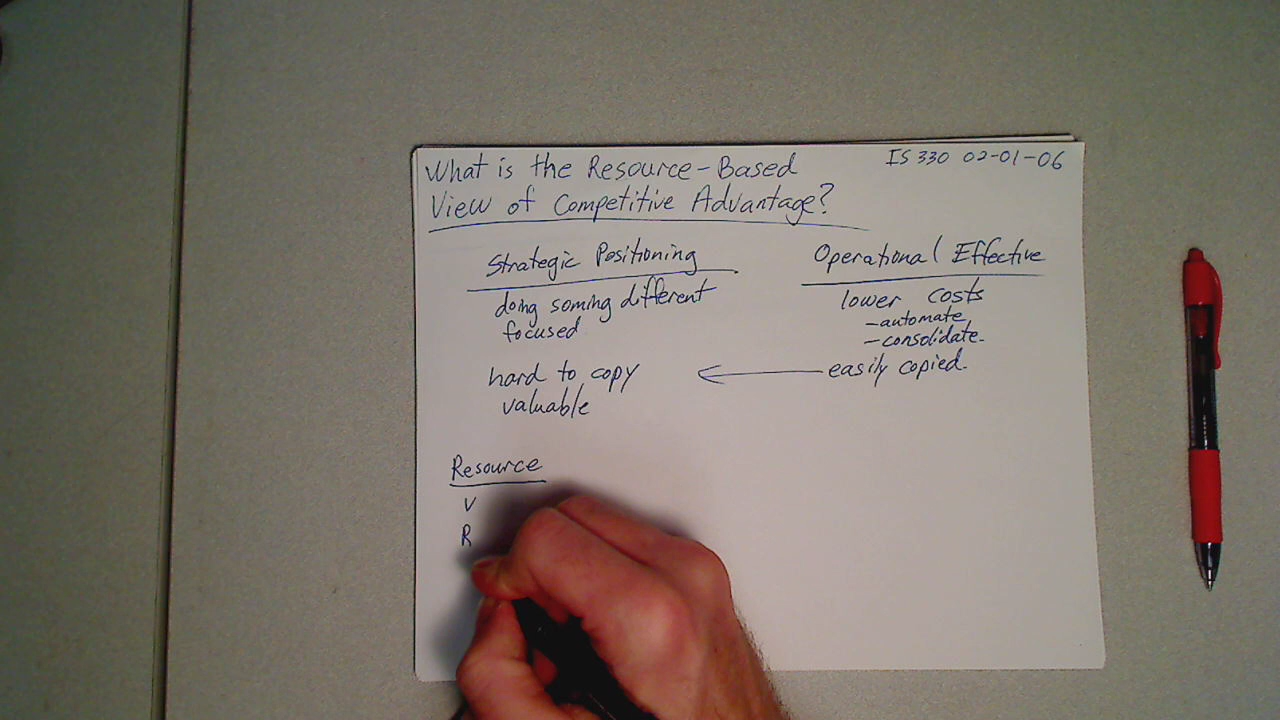 What is the Resource-Based
View of Competitive Advantage?
IS 330 02-01-06
Strategic Positioning
doing soming different
focused
hard to copy
valuable
Operational Effective
lower costs
-automate
-consolidate
easily copied.
Resource
V
R